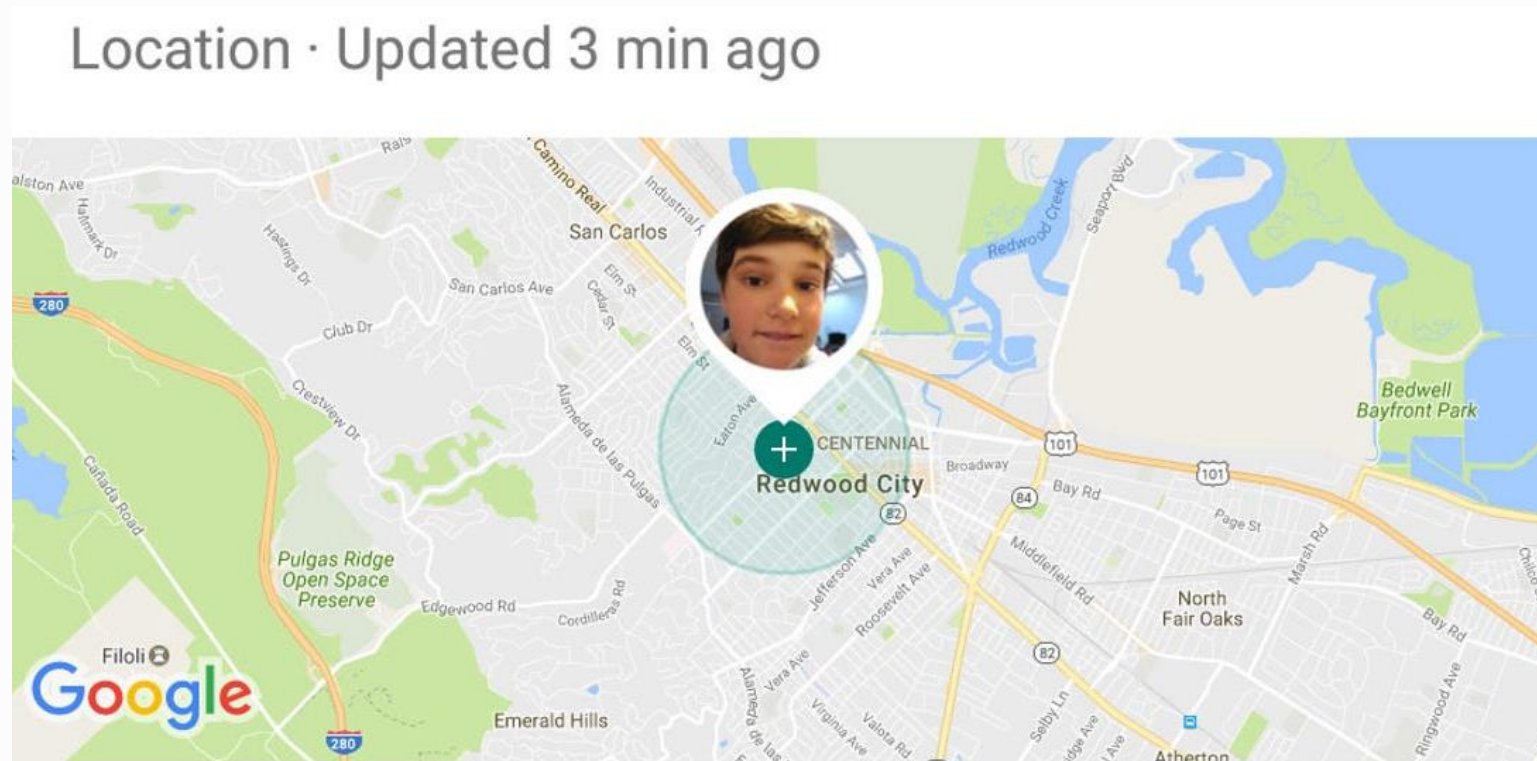 Location · Updated 3 min ago
alston Ave
Hallmark Dr
Hastings Dr
Camino Real
Industrial
San Carlos
Redwood Creek
Seaport Blvd
280
San Carlos Ave
Elm St
Cedar St
Club Dr
Elm St
Crestview Dr
Alameda de las Pulgas
Eaton Ave
CENTENNIAL
Redwood City
82
Broadway
101
84
Bay Rd
101
Bedwell
Bayfront Park
Page St
Marsh Rd
Cañada Road
Pulgas Ridge
Open Space
Preserve
Edgewood Rd
Cordilleras Rd
Jefferson Ave
Vera Ave
Roosevelt Ave
Middlefield Rd
North
Fair Oaks
Bay Rd
Filoli
Google
280
Emerald Hills
Alameda de las
Vera Ave
Virginia Ave
Valota Rd
82
Selby Ln
Atherton
Ringwood Ave